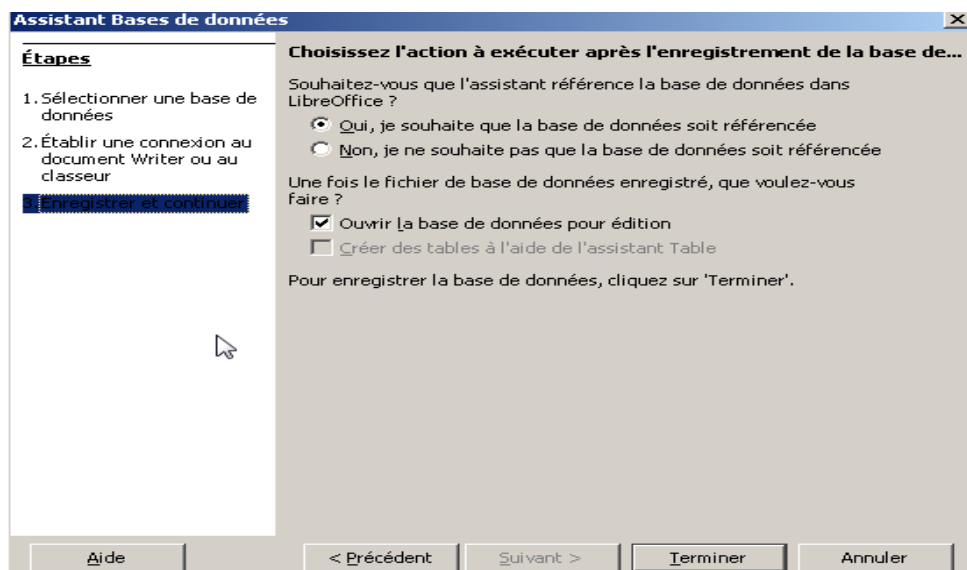 Assistant Bases de données
Étapes
1. Sélectionner une base de
données
2. Établir une connexion au
document Writer ou au
classeur
3. Enregistrer et continuer
Choisissez l'action à exécuter après l'enregistrement de la base de...
Souhaitez-vous que l'assistant référence la base de données dans
LibreOffice ?
Oui, je souhaite que la base de données soit référencée
Non, je ne souhaite pas que la base de données soit référencée
Une fois le fichier de base de données enregistré, que voulez-vous
faire ?
Ouvrir la base de données pour édition
Créer des tables à l'aide de l'assistant Table
Pour enregistrer la base de données, cliquez sur 'Terminer'.
Aide
< Précédent
Suivant >
Terminer
Annuler